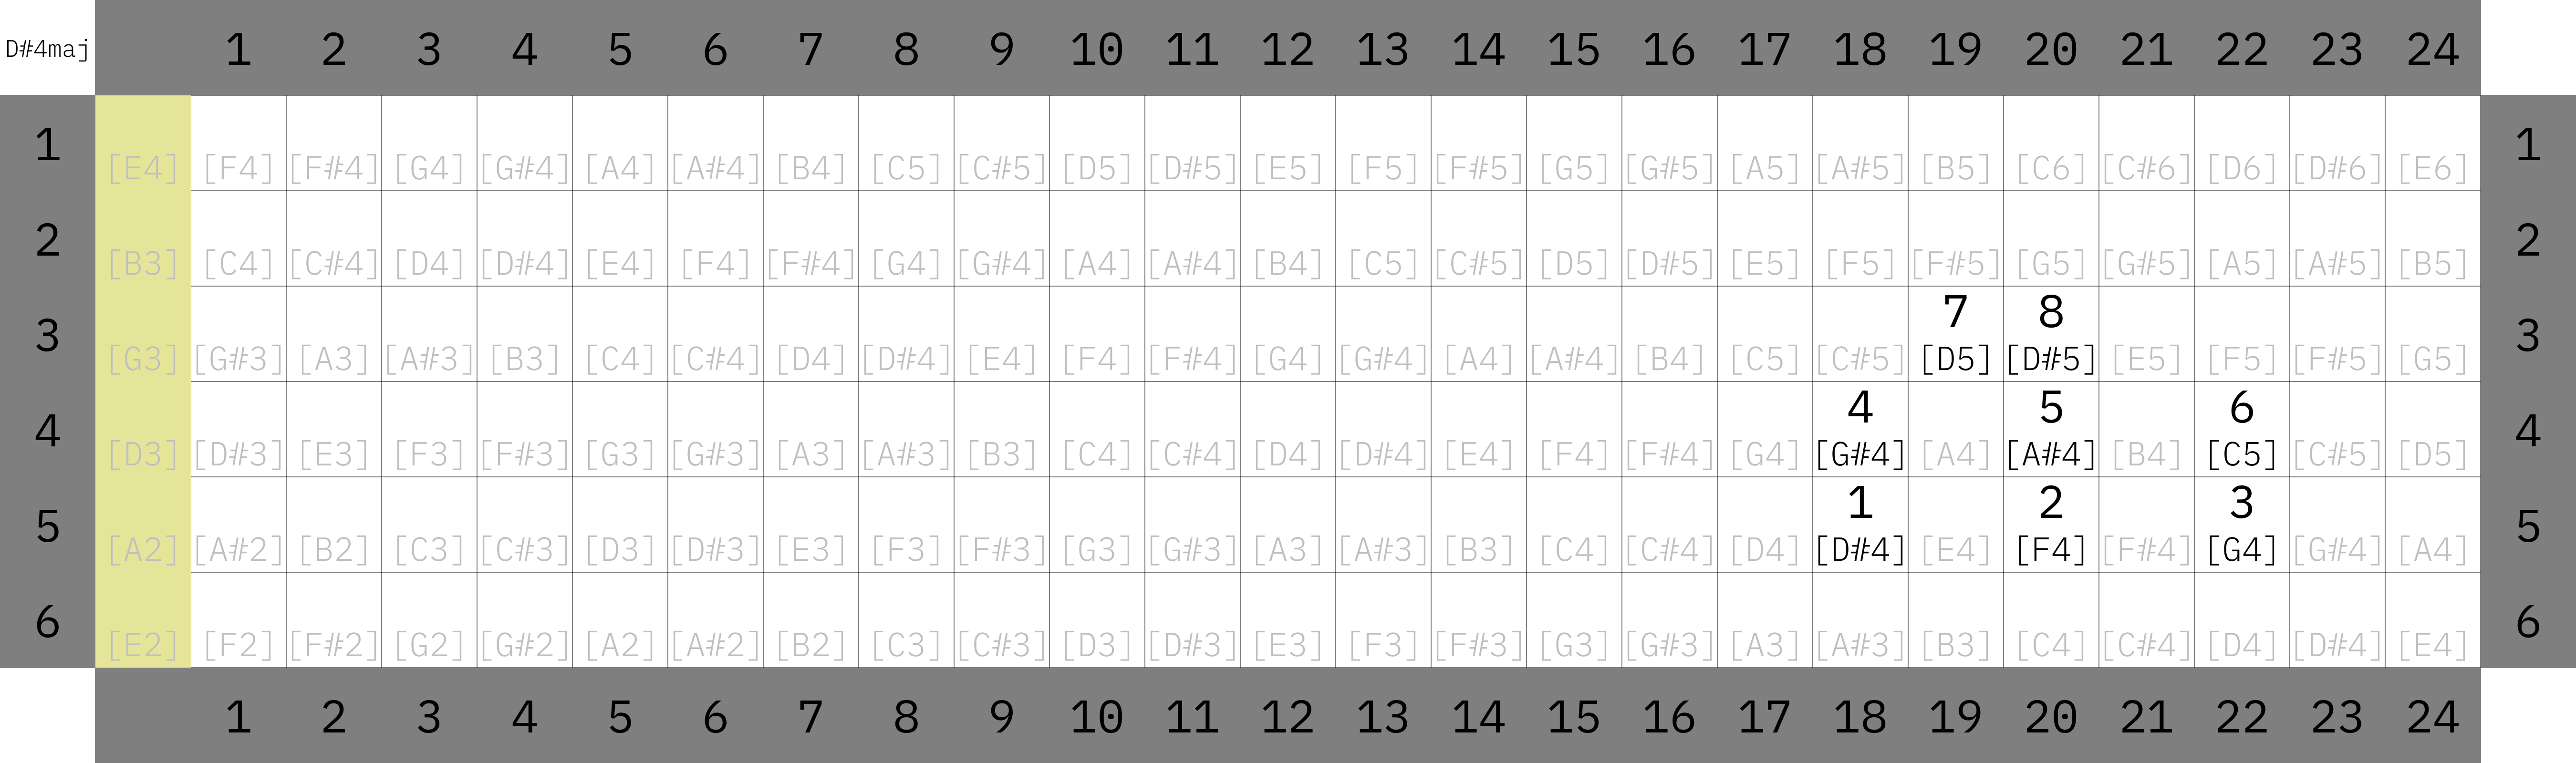 D#4maj 1 2 3 4 5 6 7 8 9 10 11 12 13 14 15 16 17 18 19 20 21 22 23 24
1 [E4] [F4] [F#4] [G4] [G#4] [A4] [A#4] [B4] [C5] [C#5] [D5] [D#5] [E5] [F5] [F#5] [G5] [G#5] [A5] [A#5] [B5] [C6] [C#6] [D6] [D#6] [E6] 1
2 [B3] [C4] [C#4] [D4] [D#4] [E4] [F4] [F#4] [G4] [G#4] [A4] [A#4] [B4] [C5] [C#5] [D5] [D#5] [E5] [F5] [F#5] [G5] [G#5] [A5] [A#5] [B5] 2
7 8
3 [G3] [G#3] [A3] [A#3] [B3] [C4] [C#4] [D4] [D#4] [E4] [F4] [F#4] [G4] [G#4] [A4] [A#4] [B4] [C5] [C#5] [D5] [D#5] [E5] [F5] [F#5] [G5] 3
4 5 6
4 [D3] [D#3] [E3] [F3] [F#3] [G3] [G#3] [A3] [A#3] [B3] [C4] [C#4] [D4] [D#4] [E4] [F4] [F#4] [G4] [G#4] [A4] [A#4] [B4] [C5] [C#5] [D5] 4
1 2 3
5 [A2] [A#2] [B2] [C3] [C#3] [D3] [D#3] [E3] [F3] [F#3] [G3] [G#3] [A3] [A#3] [B3] [C4] [C#4] [D4] [D#4] [E4] [F4] [F#4] [G4] [G#4] [A4] 5
6 [E2] [F2] [F#2] [G2] [G#2] [A2] [A#2] [B2] [C3] [C#3] [D3] [D#3] [E3] [F3] [F#3] [G3] [G#3] [A3] [A#3] [B3] [C4] [C#4] [D4] [D#4] [E4] 6
1 2 3 4 5 6 7 8 9 10 11 12 13 14 15 16 17 18 19 20 21 22 23 24